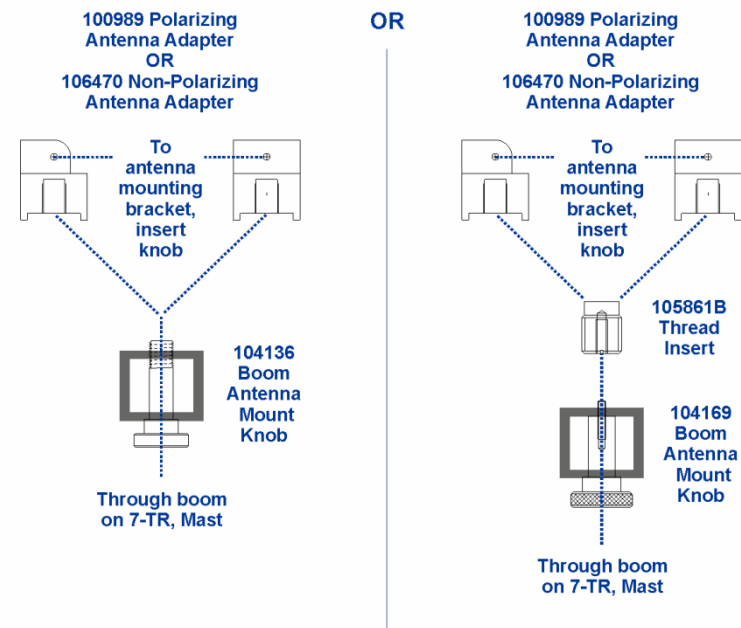 100989 Polarizing
Antenna Adapter
OR
106470 Non-Polarizing
Antenna Adapter
To
antenna
mounting
bracket,
insert
knob
104136
Boom
Antenna
Mount
Knob
Through boom
on 7-TR, Mast
OR
100989 Polarizing
Antenna Adapter
OR
106470 Non-Polarizing
Antenna Adapter
To
antenna
mounting
bracket,
insert
knob
105861B
Thread
Insert
104169
Boom
Antenna
Mount
Knob
Through boom
on 7-TR, Mast